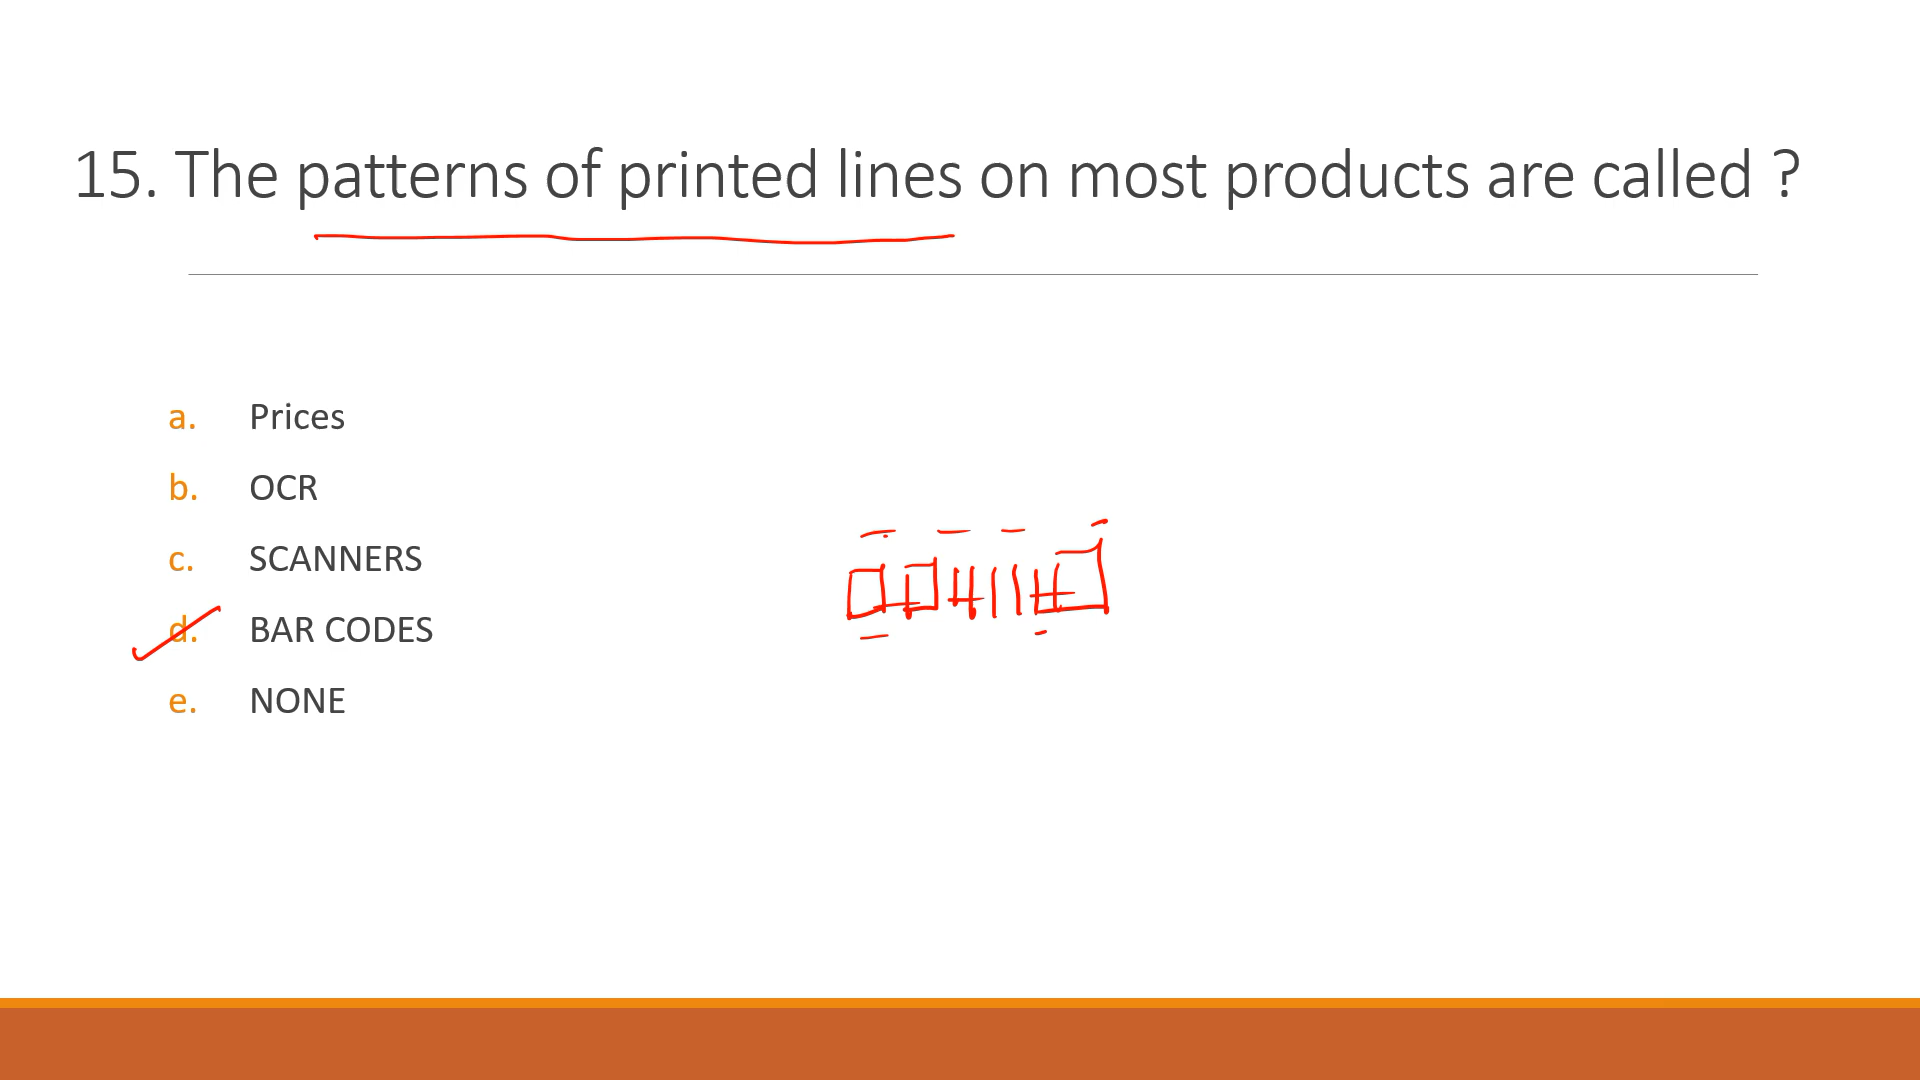 15. The patterns of printed lines on most products are called ?
a. Prices
b. OCR
c. SCANNERS
d. BAR CODES
e. NONE